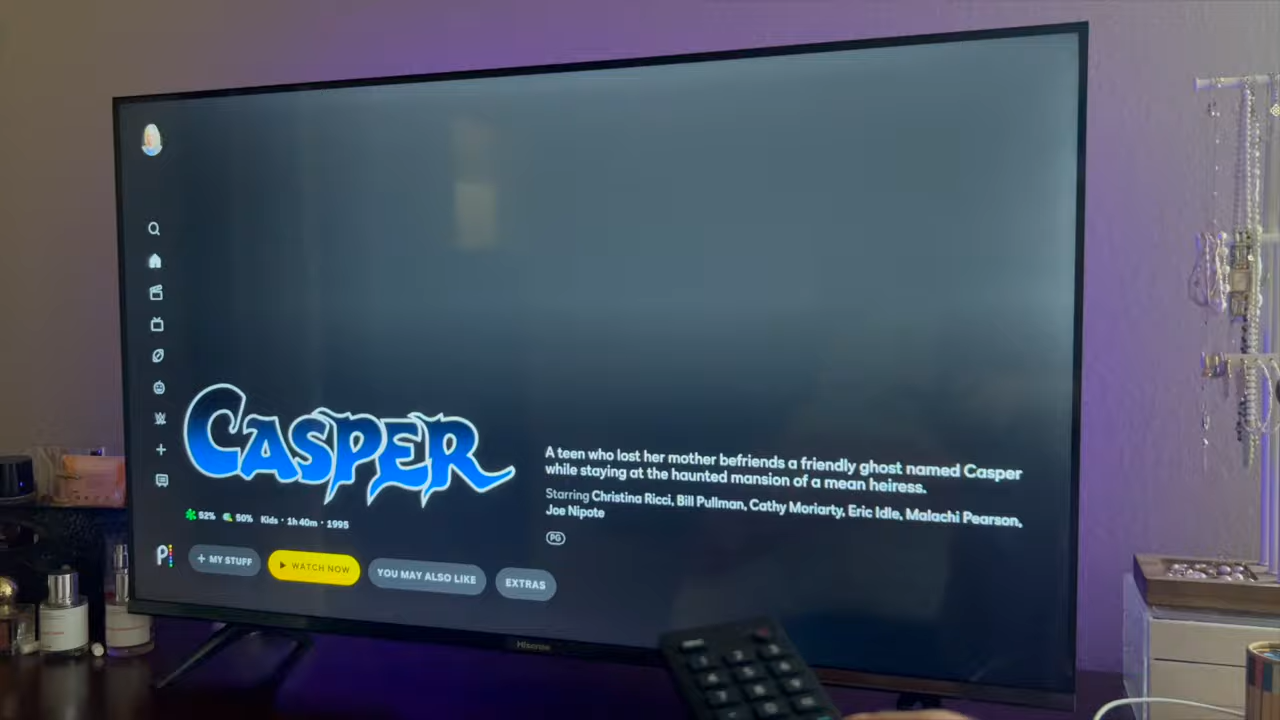 CASPER
A teen who lost her mother befriends a friendly ghost named Casper
while staying at the haunted mansion of a mean heiress.
Starring Christina Ricci, Bill Pullman, Cathy Moriarty, Eric Idle, Malachi Pearson,
Joe Nipote
52% 50% Kids · 1h 40m · 1995
PG
+ MY STUFF
WATCH NOW
YOU MAY ALSO LIKE
EXTRAS
Hisense